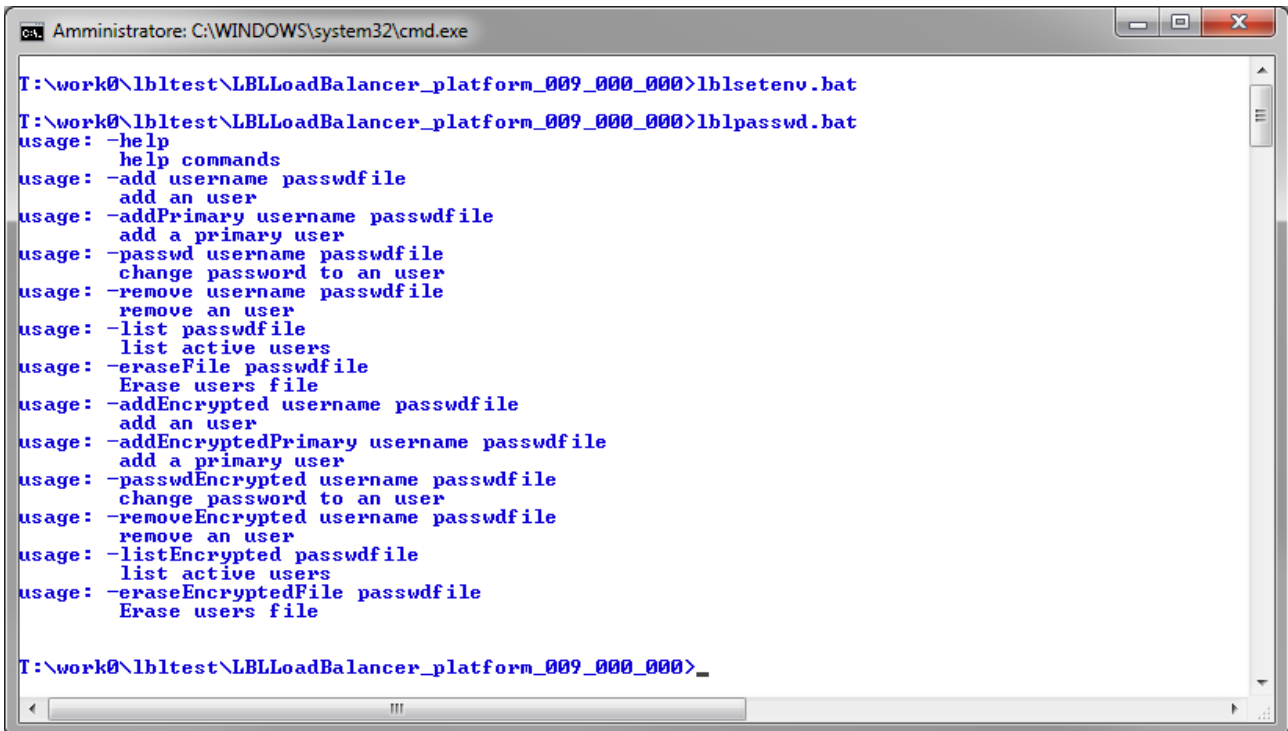 Amministratore: C:\WINDOWS\system32\cmd.exe
T:\work0\lbltest\LBLLoadBalancer_platform_009_000_000>lblsetenv.bat
T:\work0\lbltest\LBLLoadBalancer_platform_009_000_000>lblpasswd.bat
usage: -help
help commands
usage: -add username passwdfile
add an user
usage: -addPrimary username passwdfile
add a primary user
usage: -passwd username passwdfile
change password to an user
usage: -remove username passwdfile
remove an user
usage: -list passwdfile
list active users
usage: -eraseFile passwdfile
Erase users file
usage: -addEncrypted username passwdfile
add an user
usage: -addEncryptedPrimary username passwdfile
add a primary user
usage: -passwdEncrypted username passwdfile
change password to an user
usage: -removeEncrypted username passwdfile
remove an user
usage: -listEncrypted passwdfile
list active users
usage: -eraseEncryptedFile passwdfile
Erase users file
T:\work0\lbltest\LBLLoadBalancer_platform_009_000_000>_